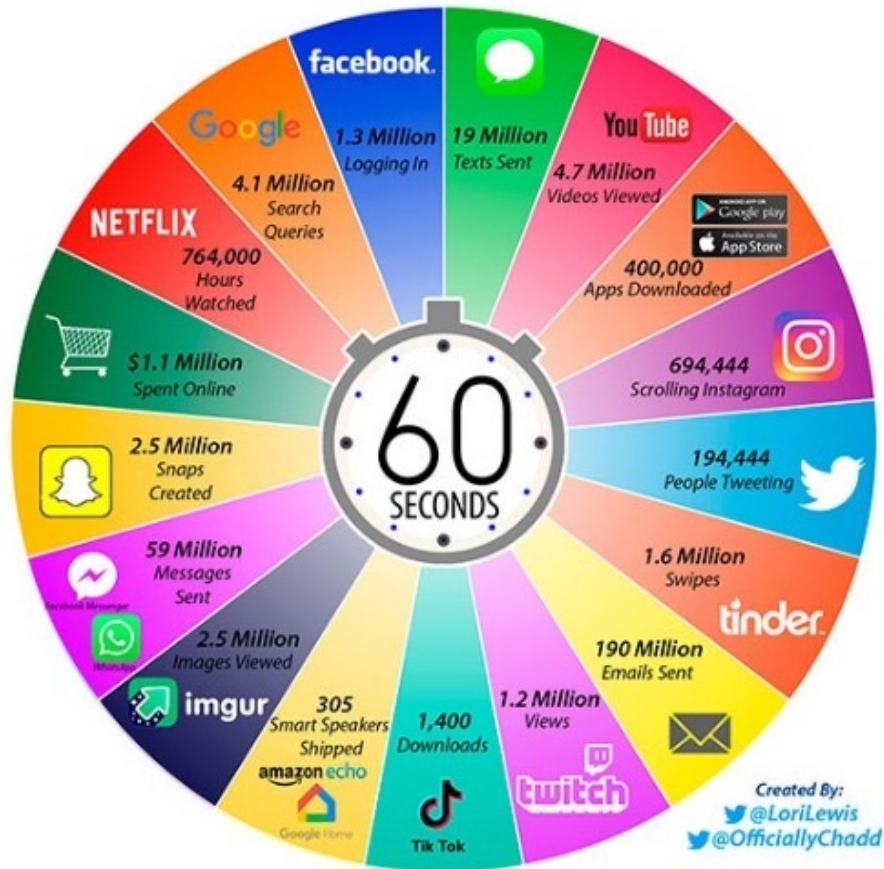 facebook.
1.3 Million
Logging In
19 Million
Texts Sent
YouTube
4.7 Million
Videos Viewed
ANDROID APP ON
Google play
Available on the
App Store
400,000
Apps Downloaded
694,444
Scrolling Instagram
194,444
People Tweeting
1.6 Million
Swipes
tinder
190 Million
Emails Sent
1.2 Million
Views
twitch
1,400
Downloads
Tik Tok
305
Smart Speakers
Shipped
amazon echo
Google Home
2.5 Million
Images Viewed
imgur
59 Million
Messages
Sent
Facebook Messenger
WhatsApp
2.5 Million
Snaps
Created
$1.1 Million
Spent Online
NETFLIX
764,000
Hours
Watched
Google
4.1 Million
Search
Queries
60
SECONDS
Created By:
@LoriLewis
@OfficiallyChadd